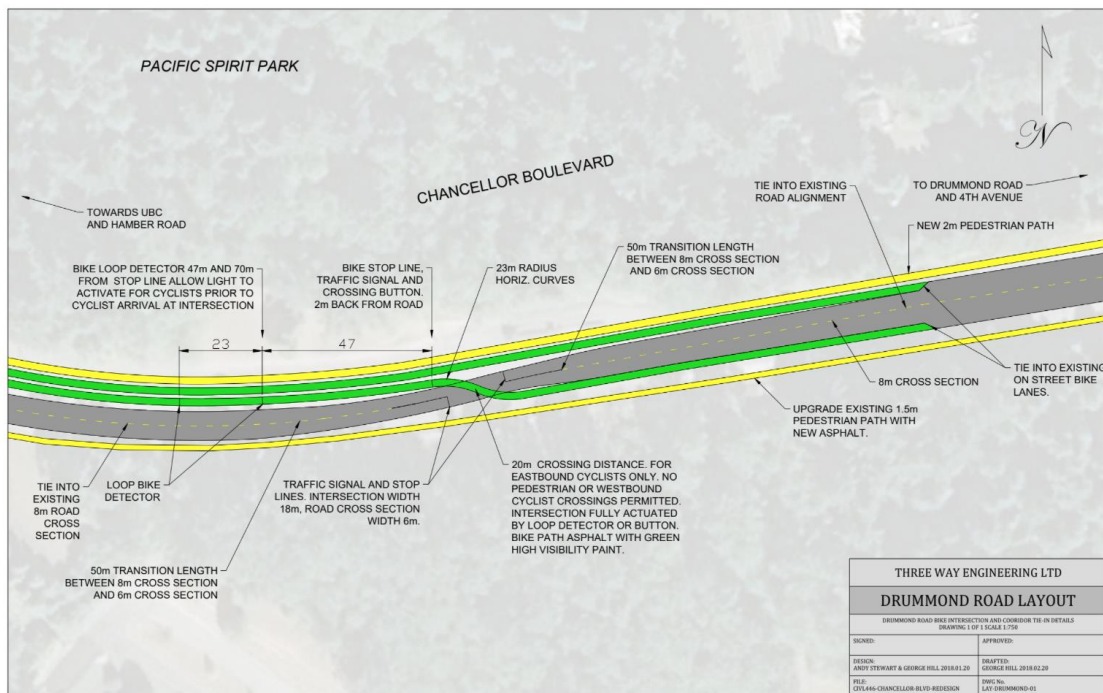 PACIFIC SPIRIT PARK
N
CHANCELLOR BOULEVARD
TOWARDS UBC
AND HAMBER ROAD
TIE INTO EXISTING
ROAD ALIGNMENT
TO DRUMMOND ROAD
AND 4TH AVENUE
NEW 2m PEDESTRIAN PATH
BIKE LOOP DETECTOR 47m AND 70m
FROM STOP LINE ALLOW LIGHT TO
ACTIVATE FOR CYCLISTS PRIOR TO
CYCLIST ARRIVAL AT INTERSECTION
BIKE STOP LINE,
TRAFFIC SIGNAL AND
CROSSING BUTTON.
2m BACK FROM ROAD
23m RADIUS
HORIZ. CURVES
50m TRANSITION LENGTH
BETWEEN 8m CROSS SECTION
AND 6m CROSS SECTION
23
47
TIE INTO EXISTING
ON STREET BIKE
LANES.
8m CROSS SECTION
UPGRADE EXISTING 1.5m
PEDESTRIAN PATH WITH
NEW ASPHALT.
TIE INTO
EXISTING
8m ROAD
CROSS
SECTION
LOOP BIKE
DETECTOR
TRAFFIC SIGNAL AND STOP
LINES. INTERSECTION WIDTH
18m, ROAD CROSS SECTION
WIDTH 6m.
20m CROSSING DISTANCE. FOR
EASTBOUND CYCLISTS ONLY. NO
PEDESTRIAN OR WESTBOUND
CYCLIST CROSSINGS PERMITTED.
INTERSECTION FULLY ACTUATED
BY LOOP DETECTOR OR BUTTON.
BIKE PATH ASPHALT WITH GREEN
HIGH VISIBILITY PAINT.
50m TRANSITION LENGTH
BETWEEN 8m CROSS SECTION
AND 6m CROSS SECTION
THREE WAY ENGINEERING LTD
DRUMMOND ROAD LAYOUT
DRUMMOND ROAD BIKE INTERSECTION AND COORIDOR TIE-IN DETAILS
DRAWING 1 OF 1 SCALE 1:750
SIGNED:
APPROVED:
DESIGN:
ANDY STEWART & GEORGE HILL 2018.01.20
DRAFTED:
GEORGE HILL 2018.02.20
FILE:
CIVL446-CHANCELLOR-BLVD-REDESIGN
DWG No.
LAY-DRUMMOND-01